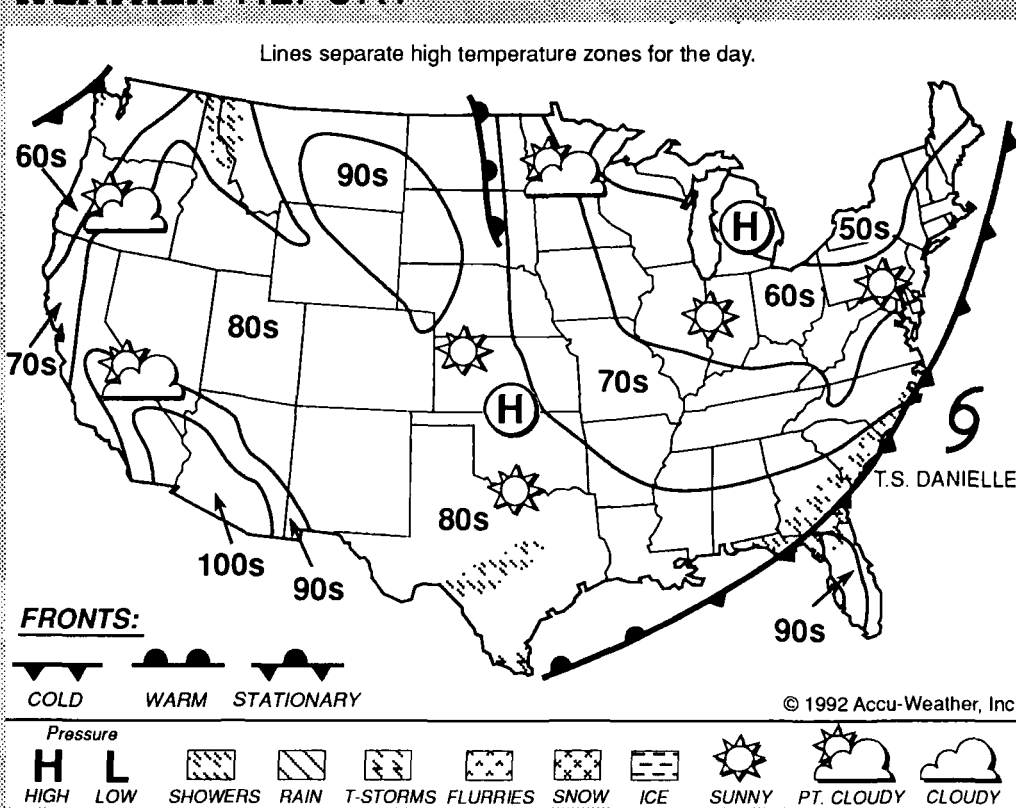 Lines separate high temperature zones for the day.
60s
90s
H
50s
60s
80s
70s
70s
H
T.S. DANIELLE
80s
100s
90s
90s
FRONTS:
COLD WARM STATIONARY
© 1992 Accu-Weather, Inc
Pressure
H L
HIGH LOW SHOWERS RAIN T-STORMS FLURRIES SNOW ICE SUNNY PT. CLOUDY CLOUDY